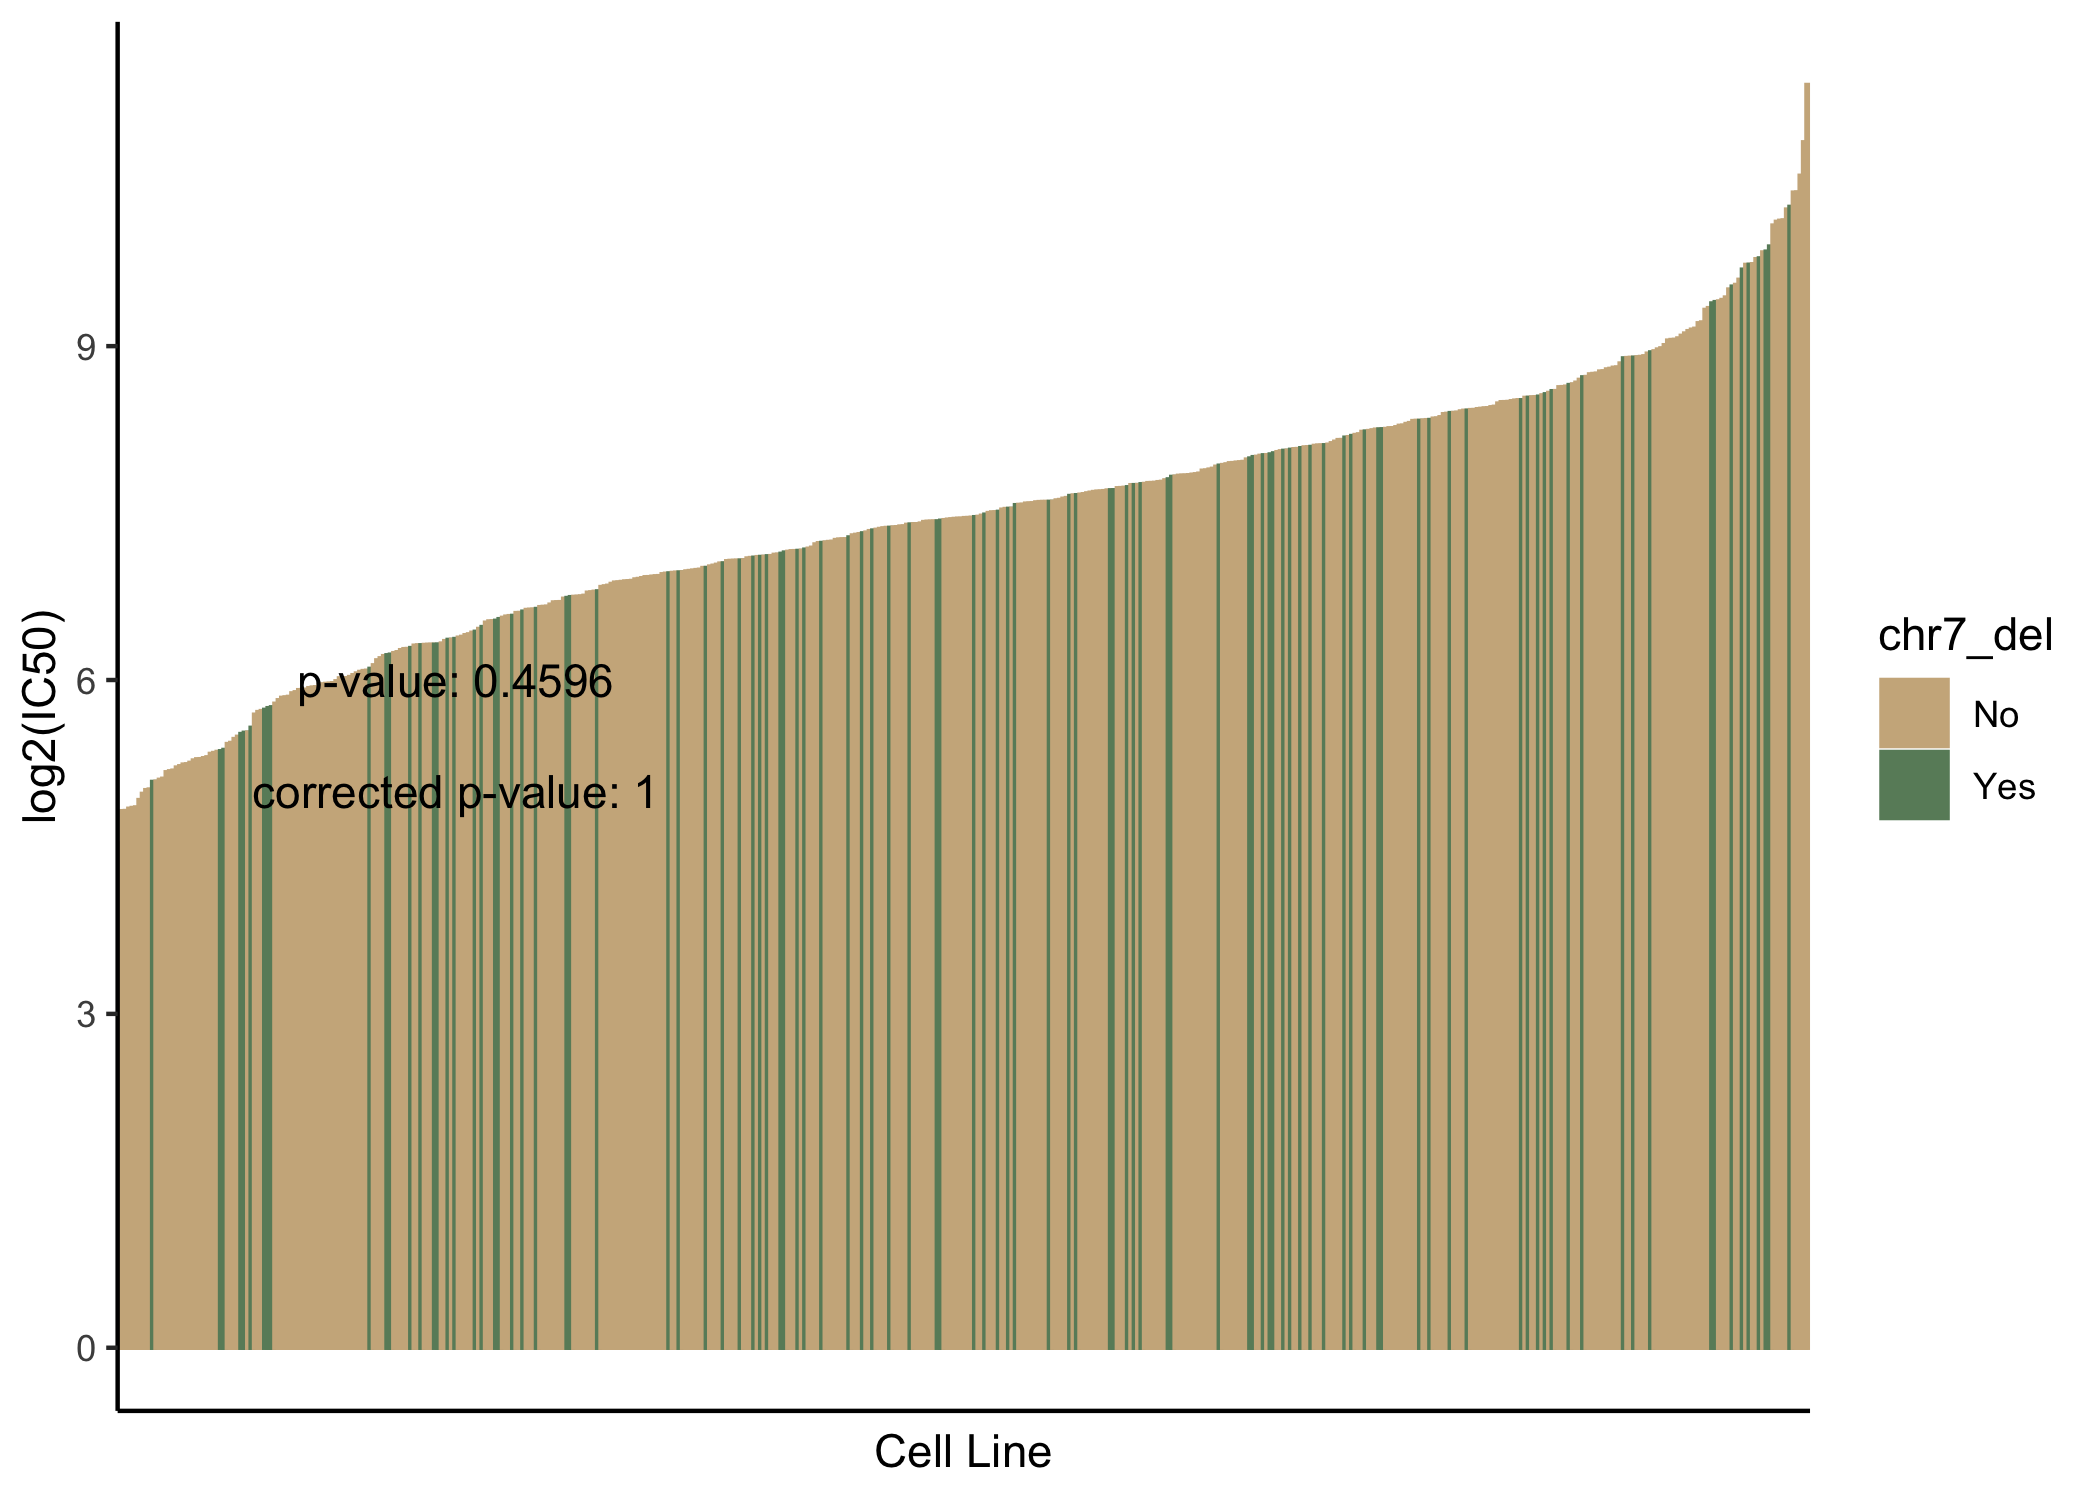 log2(IC50)
9
6
3
0
p-value: 0.4596
corrected p-value: 1
Cell Line
chr7_del
No
Yes